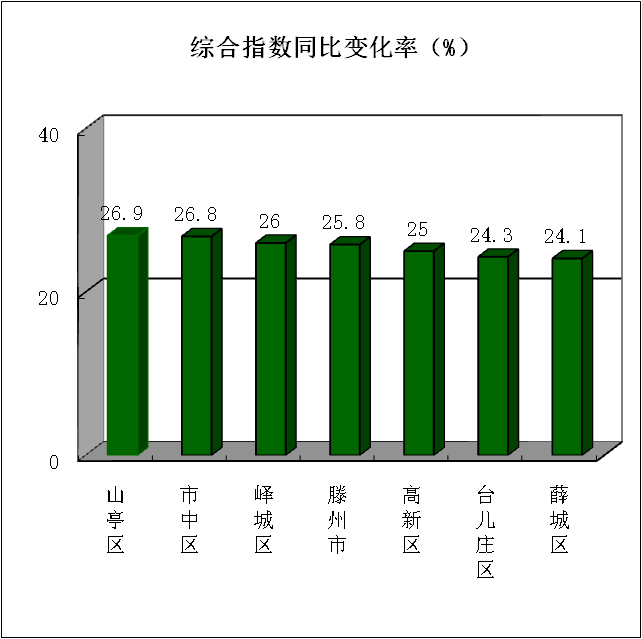 综合指数同比变化率（%）
40
20
0
26.9
26.8
26
25.8
25
24.3
24.1
山亭区
市中区
峄城区
滕州市
高新区
台儿庄区
薛城区